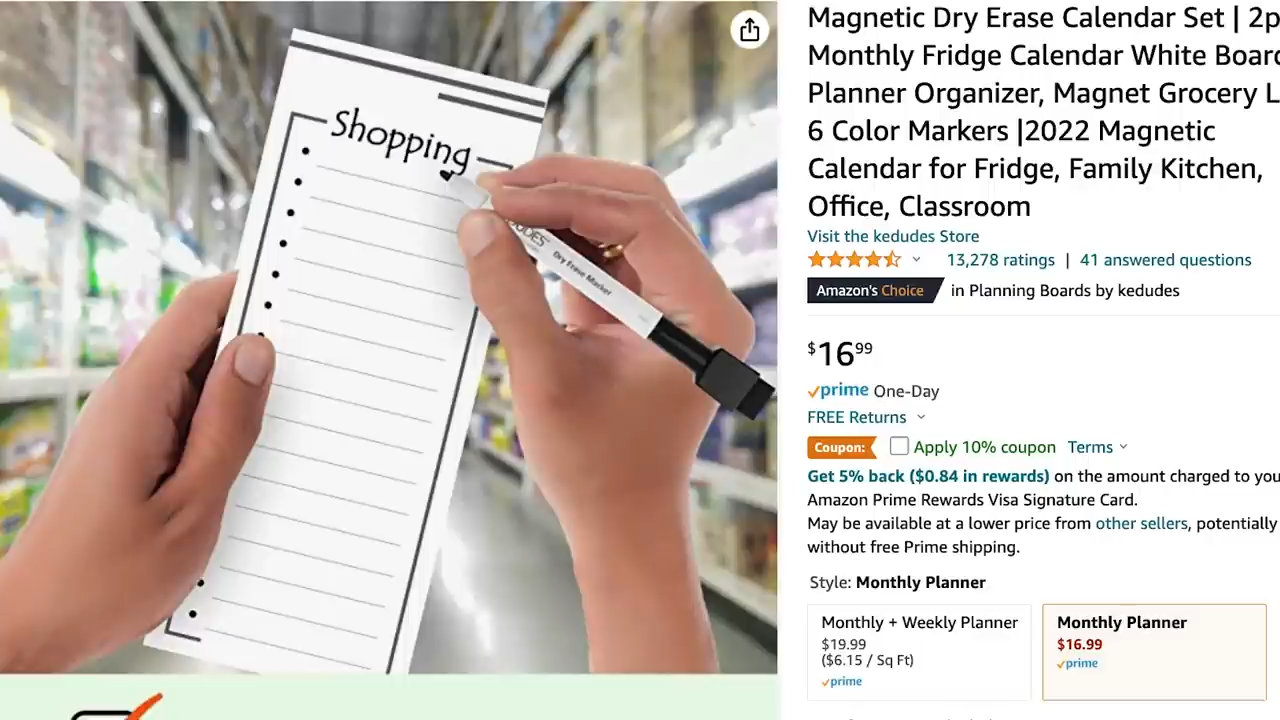 Shopping
Dry Erase Marker
Magnetic Dry Erase Calendar Set | 2p
Monthly Fridge Calendar White Board
Planner Organizer, Magnet Grocery L
6 Color Markers |2022 Magnetic
Calendar for Fridge, Family Kitchen,
Office, Classroom
Visit the kedudes Store
13,278 ratings | 41 answered questions
Amazon's Choice in Planning Boards by kedudes
$16.99
prime One-Day
FREE Returns
Coupon: Apply 10% coupon Terms
Get 5% back ($0.84 in rewards) on the amount charged to you
Amazon Prime Rewards Visa Signature Card.
May be available at a lower price from other sellers, potentially
without free Prime shipping.
Style: Monthly Planner
Monthly + Weekly Planner
$19.99
($6.15 / Sq Ft)
prime
Monthly Planner
$16.99
prime